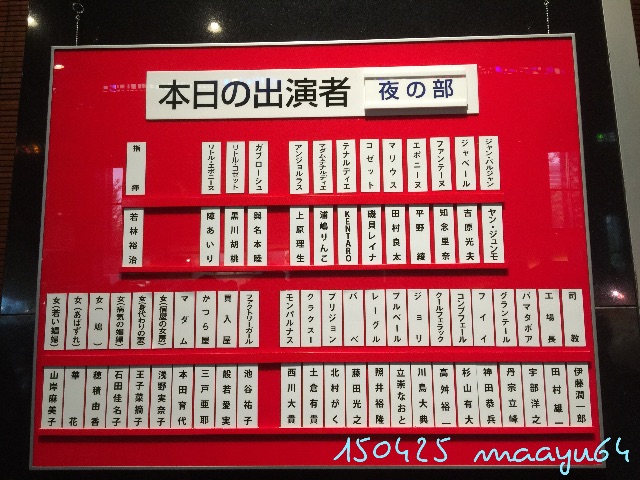 本日の出演者 夜の部
ジャン・バルジャン
ジャベール
ファンテーヌ
エポニーヌ
マリウス
コゼット
テナルディエ
マダム・テナルディエ
アンジョルラス
ガブローシュ
リトル・コゼット
リトル・エポニーヌ
指揮
ヤン・ジュンモ
吉原光夫
知念里奈
平野綾
田村良太
磯貝レイナ
KENTARO
浦嶋りんこ
上原理生
與名本睦
黒川胡桃
陣あいり
若林裕治
司教
工場長
バマタボア
グランテール
フイイ
コンブフェール
クールフェラック
ジョリ
プルベール
レーグル
バベ
ブリジョン
クラクスー
モンパルナス
ファクトリーガール
買入屋
かつら屋
マダム
女(宿屋の女房)
女(身代わりの妻)
女(病気の娼婦)
女(鳩)
女(あばずれ)
女(若い娼婦)
伊藤潤一郎
田村雄一
宇部洋之
丹宗立峰
神田恭兵
杉山有大
高舛裕一
川島大典
立崇なおと
照井裕隆
藤田光之
北村がく
土倉有貴
西川大貴
池谷祐子
般若愛実
三戸亜耶
本田育代
浅野実奈子
王子菜摘子
石田佳名子
穂積由香
華花
山岸麻美子
150425 maayu64